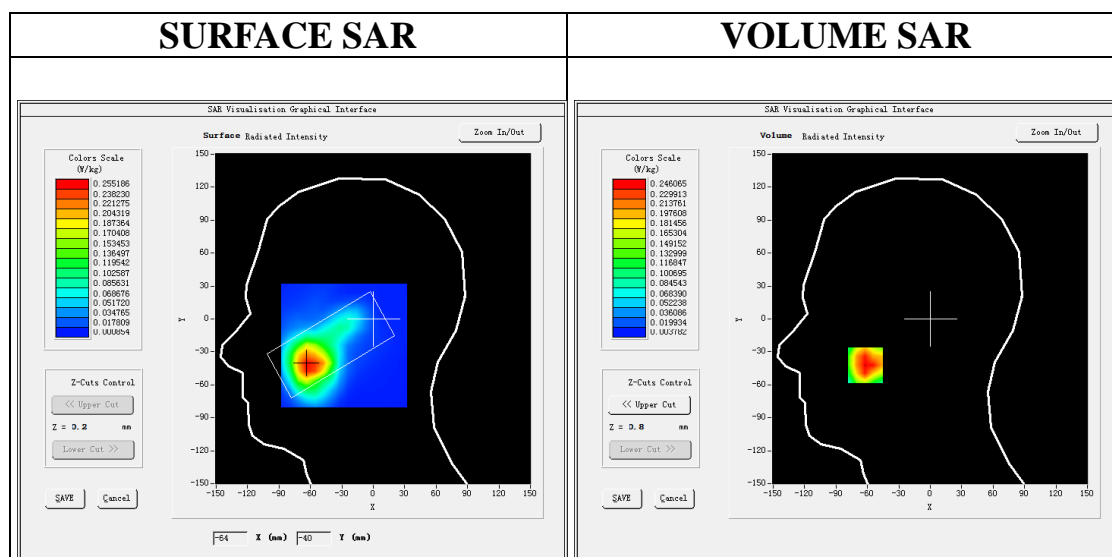 SURFACE SAR
VOLUME SAR
SAR Visualisation Graphical Interface
Surface Radiated Intensity
Zoom In/Out
Colors Scale
(W/kg)
0.255186
0.238230
0.221275
0.204319
0.187364
0.170408
0.153453
0.136497
0.119542
0.102587
0.085631
0.068676
0.051720
0.034765
0.017809
0.000854
150
120
90
60
30
0
-30
-60
-90
-120
-150
Y
-150 -120 -90 -60 -30 0 30 60 90 120 150
X
Z-Cuts Control
<< Upper Cut
Z = 0.2 mm
Lower Cut >>
SAVE Cancel
-64 X (mm) -40 Y (mm)
SAR Visualisation Graphical Interface
Volume Radiated Intensity
Zoom In/Out
Colors Scale
(W/kg)
0.246065
0.229913
0.213761
0.197608
0.181456
0.165304
0.149152
0.132999
0.116847
0.100695
0.084543
0.068390
0.052238
0.036086
0.019934
0.003782
150
120
90
60
30
0
-30
-60
-90
-120
-150
Y
-150 -120 -90 -60 -30 0 30 60 90 120 150
X
Z-Cuts Control
<< Upper Cut
Z = 0.8 mm
Lower Cut >>
SAVE Cancel